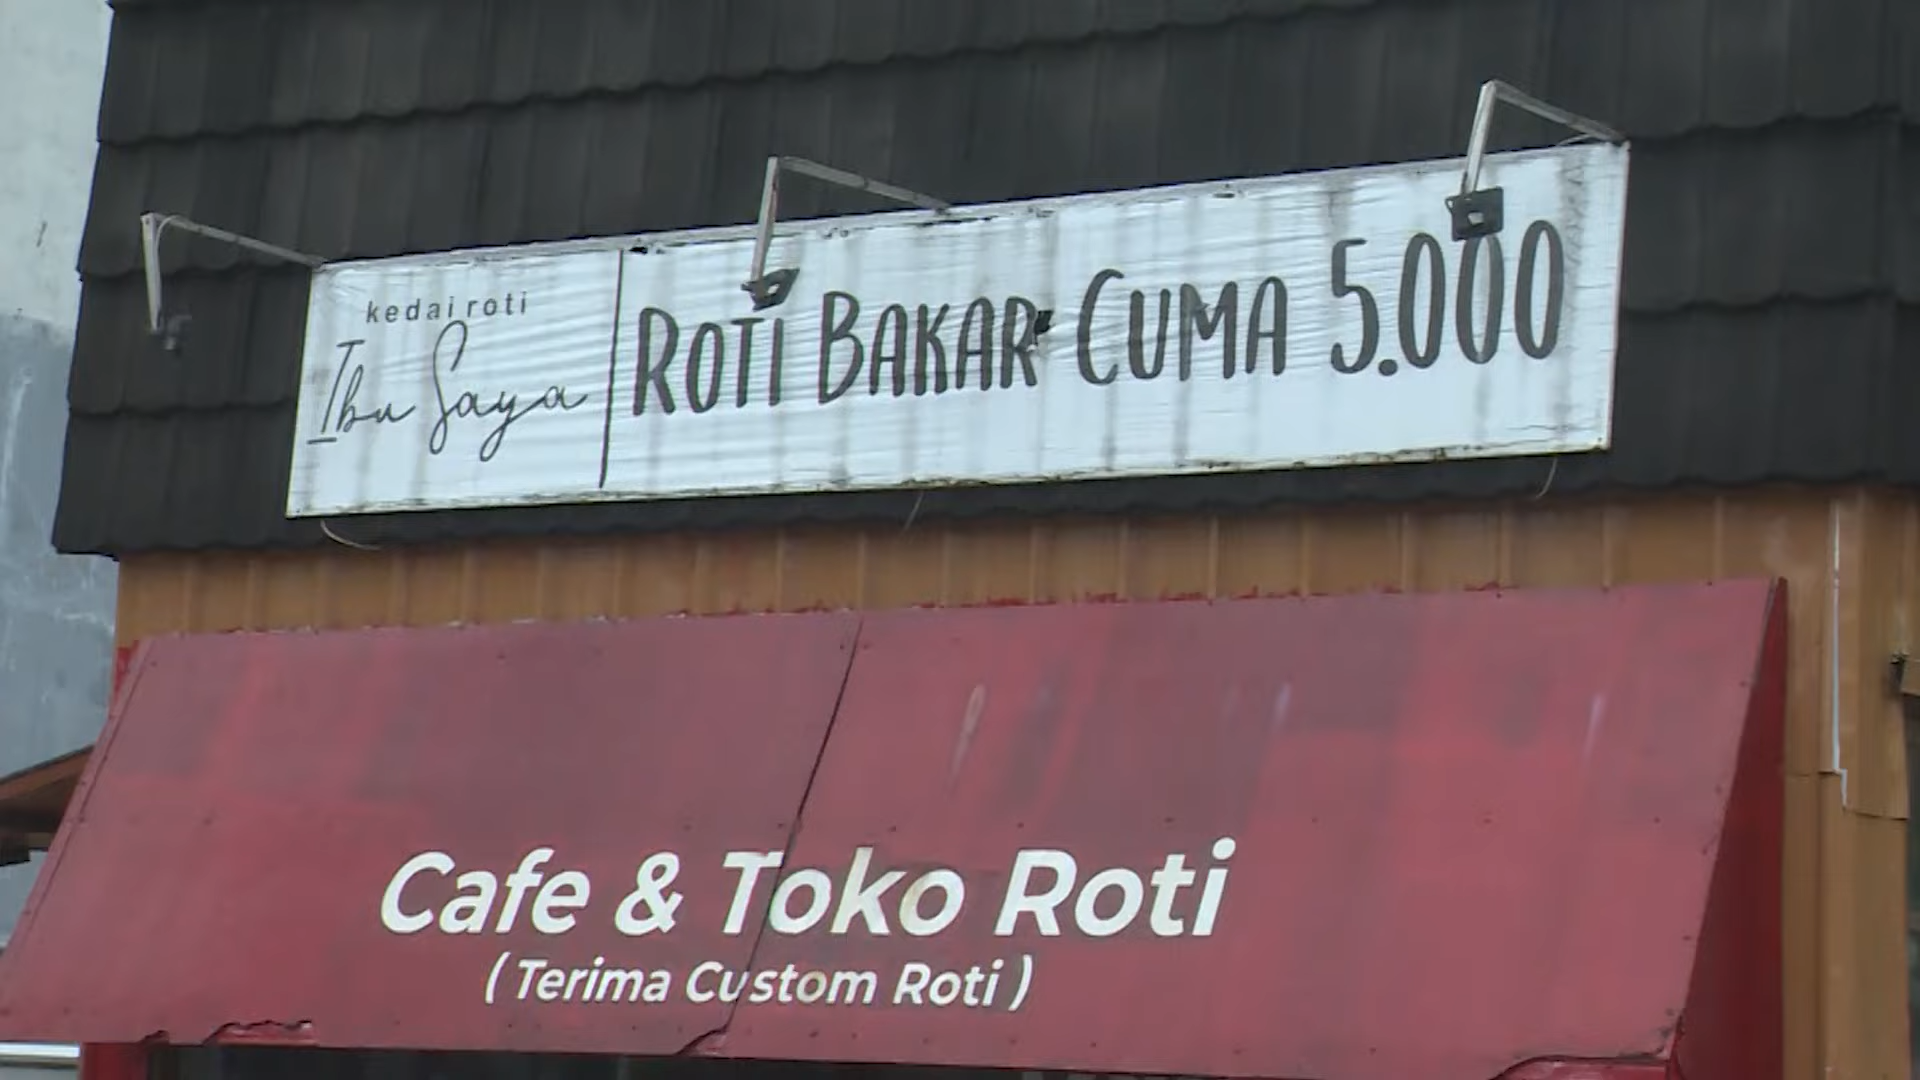 kedai roti
Ibu Saya
ROTI BAKAR CUMA 5.000
Cafe & Toko Roti
( Terima Custom Roti )